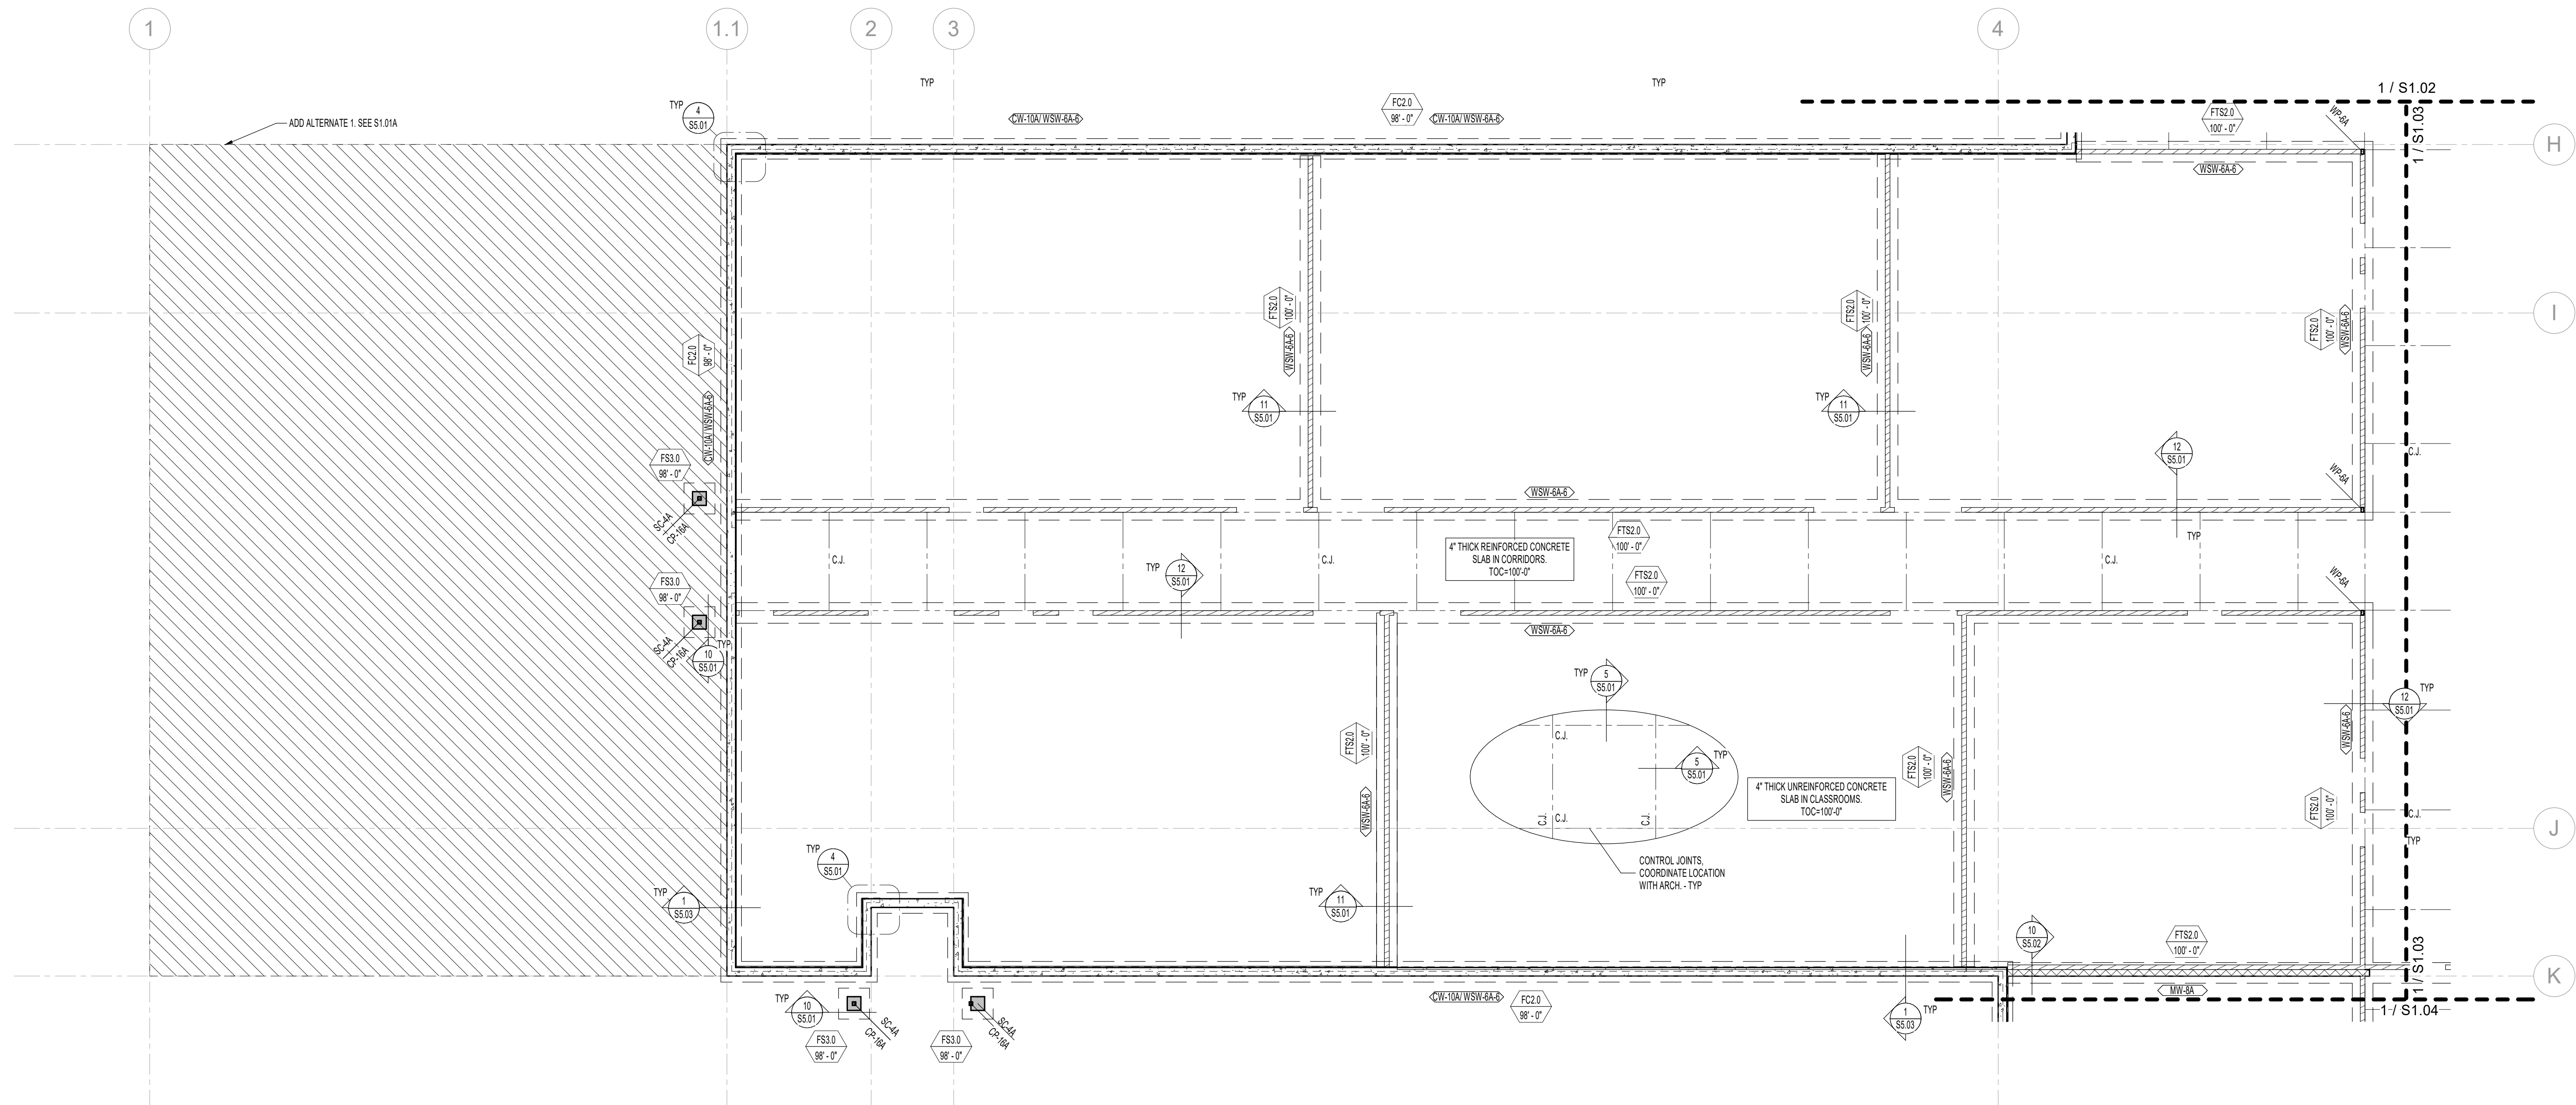 1
1.1
2
3
4
TYP
TYP
1 / S1.02
ADD ALTERNATE 1. SEE S1.01A
TYP
4
S5.01
CW-10A/ WSW-6A-6
FC2.0
98' - 0"
CW-10A/ WSW-6A-6
FTS2.0
100' - 0"
WP-6A
1 / S1.03
H
WSW-6A-6
FTS2.0
100' - 0"
WSW-6A-6
FTS2.0
100' - 0"
WSW-6A-6
FTS2.0
100' - 0"
WSW-6A-6
I
FC2.0
98' - 0"
CW-10A/ WSW-6A-6
TYP
11
S5.01
TYP
11
S5.01
12
S5.01
C.J.
FS3.0
98' - 0"
WP-6A
SC-4A
CP-16A
WSW-6A-6
FTS2.0
100' - 0"
4" THICK REINFORCED CONCRETE
SLAB IN CORRIDORS.
TOC=100'-0"
TYP
C.J.
C.J.
C.J.
TYP
12
S5.01
FTS2.0
100' - 0"
WP-6A
FS3.0
98' - 0"
SC-4A
CP-16A
TYP
10
S5.01
WSW-6A-6
TYP
5
S5.01
12
S5.01
TYP
WSW-6A-6
FTS2.0
100' - 0"
WSW-6A-6
C.J.
5
S5.01
TYP
C.J.
C.J.
C.J.
4" THICK UNREINFORCED CONCRETE
SLAB IN CLASSROOMS.
TOC=100'-0"
FTS2.0
100' - 0"
WSW-6A-6
FTS2.0
100' - 0"
C.J.
TYP
J
CONTROL JOINTS,
COORDINATE LOCATION
WITH ARCH. - TYP
TYP
4
S5.01
TYP
1
S5.03
TYP
11
S5.01
10
S5.02
FTS2.0
100' - 0"
1 / S1.03
K
TYP
10
S5.01
SC-4A
CP-16A
FS3.0
98' - 0"
FS3.0
98' - 0"
SC-4A
CP-16A
CW-10A/ WSW-6A-6
FC2.0
98' - 0"
1
S5.03
TYP
MW-8A
1 / S1.04